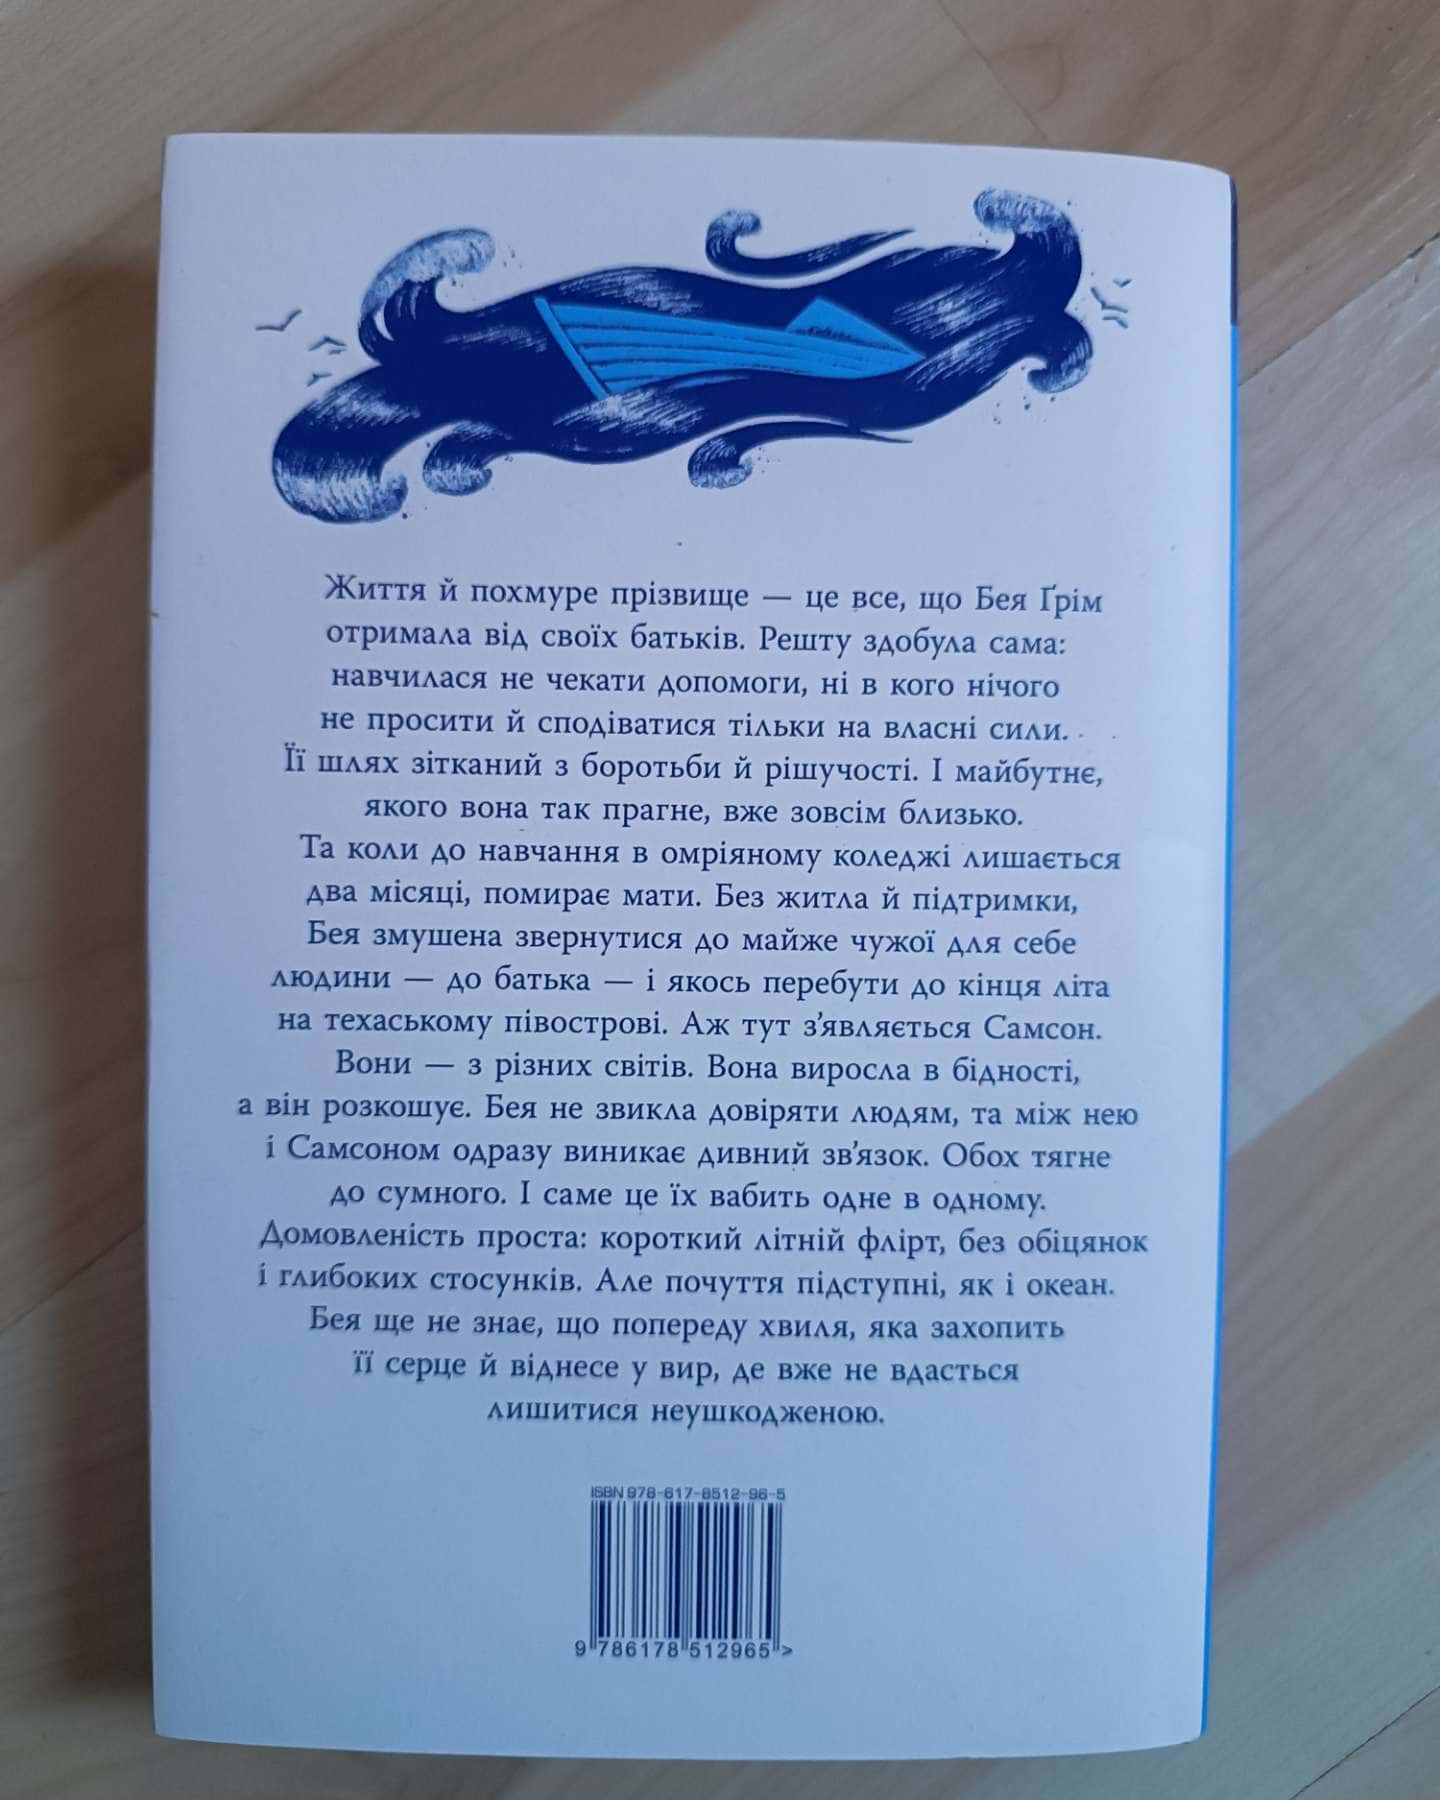 Життя й похмуре прізвище — це все, що Бея Ґрім
отримала від своїх батьків. Решту здобула сама:
навчилася не чекати допомоги, ні в кого нічого
не просити й сподіватися тільки на власні сили.
Її шлях зітканий з боротьби й рішучості. І майбутнє,
якого вона так прагне, вже зовсім близько.
Та коли до навчання в омріяному коледжі лишається
два місяці, помирає мати. Без житла й підтримки,
Бея змушена звернутися до майже чужої для себе
людини — до батька — і якось перебути до кінця літа
на техаському півострові. Аж тут з'являється Самсон.
Вони — з різних світів. Вона виросла в бідності,
а він розкошує. Бея не звикла довіряти людям, та між нею
і Самсоном одразу виникає дивний зв'язок. Обох тягне
до сумного. І саме це їх вабить одне в одному.
Домовленість проста: короткий літній флірт, без обіцянок
і глибоких стосунків. Але почуття підступні, як і океан.
Бея ще не знає, що попереду хвиля, яка захопить
її серце й віднесе у вир, де вже не вдасться
лишитися неушкодженою.
ISBN 978-617-8512-96-5
9 786178 512965 >